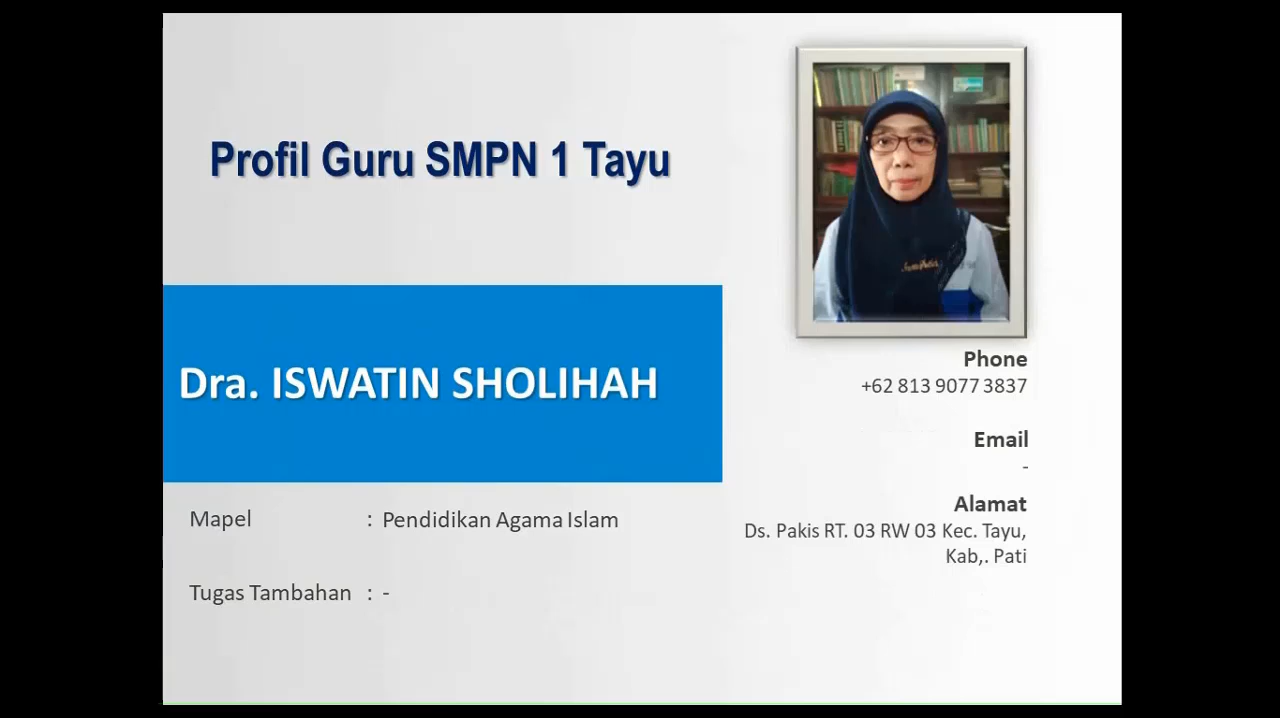 Profil Guru SMPN 1 Tayu
Dra. ISWATIN SHOLIHAH
Mapel : Pendidikan Agama Islam
Tugas Tambahan : -
Phone
+62 813 9077 3837
Email
-
Alamat
Ds. Pakis RT. 03 RW 03 Kec. Tayu,
Kab,. Pati